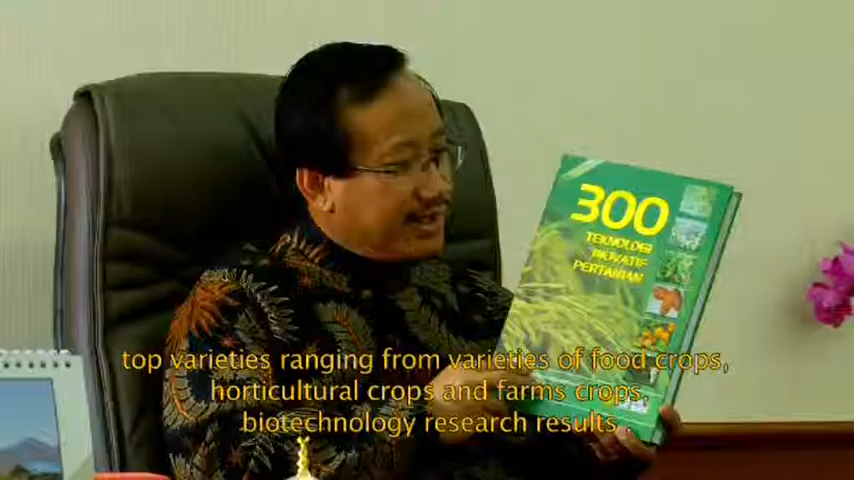 300
TEKNOLOGI
INOVATIF
PERTANIAN
top varieties ranging from varieties of food crops,
horticultural crops and farms crops,
biotechnology research results .